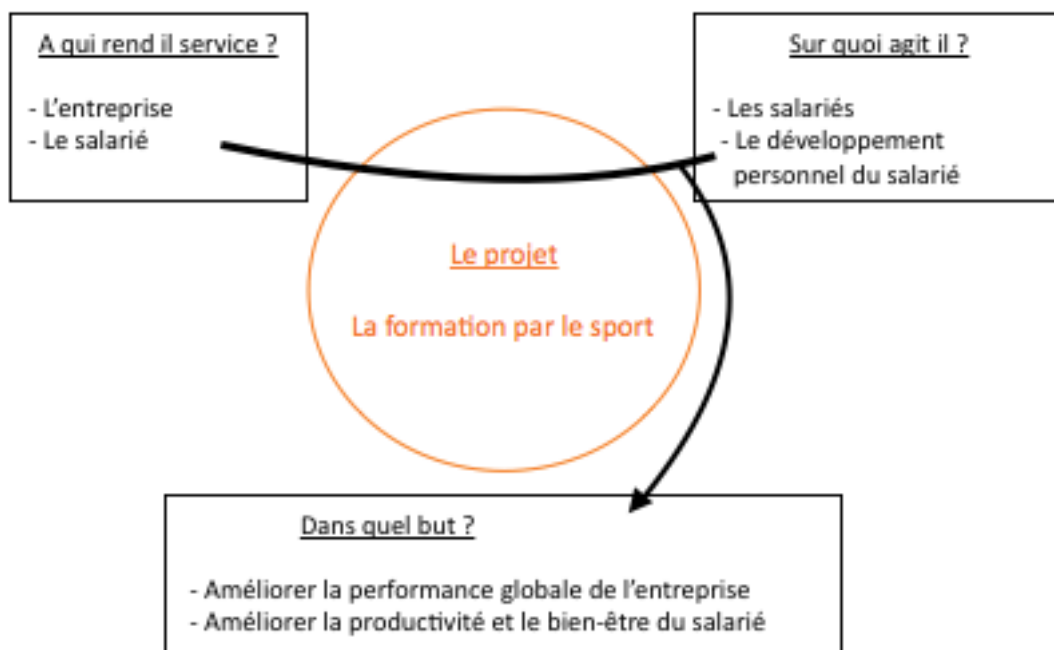 A qui rend il service ?
- L'entreprise
- Le salarié
Sur quoi agit il ?
- Les salariés
- Le développement
personnel du salarié
Le projet
La formation par le sport
Dans quel but ?
- Améliorer la performance globale de l'entreprise
- Améliorer la productivité et le bien-être du salarié